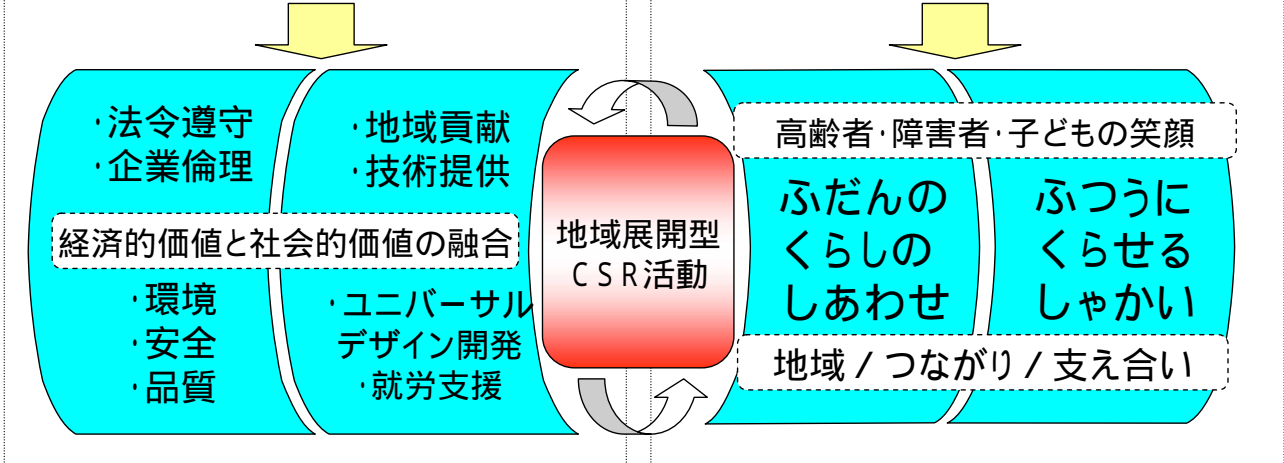 ・法令遵守
・企業倫理
・地域貢献
・技術提供
経済的価値と社会的価値の融合
・環境
・安全
・品質
・ユニバーサル
デザイン開発
・就労支援
地域展開型
ＣＳＲ活動
高齢者・障害者・子どもの笑顔
ふだんの
くらしの
しあわせ
ふつうに
くらせる
しゃかい
地域／つながり／支え合い